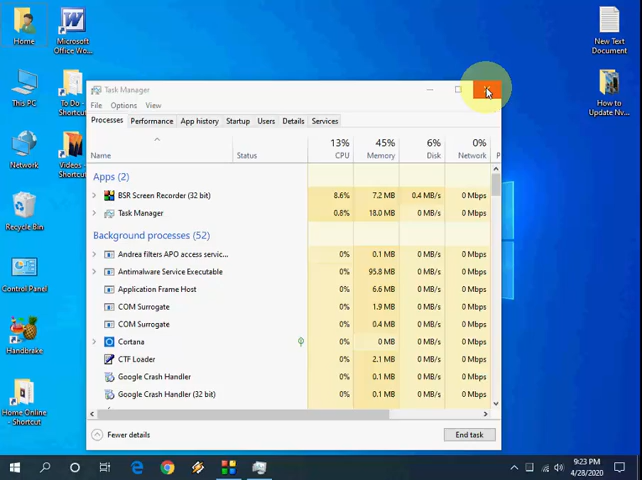 Home
Microsoft
Office Wo...
New Text
Document
This PC
To Do -
Shortcut
How to
Update Nv...
Network
Videos -
Shortcut
Recycle Bin
Control Panel
Handbrake
Home Online
- Shortcut
Task Manager
File Options View
Processes Performance App history Startup Users Details Services
13% 45% 6% 0%
Name Status CPU Memory Disk Network P
Apps (2)
BSR Screen Recorder (32 bit) 8.6% 7.2 MB 0.4 MB/s 0 Mbps
Task Manager 0.8% 18.0 MB 0 MB/s 0 Mbps
Background processes (52)
Andrea filters APO access servic... 0% 0.1 MB 0 MB/s 0 Mbps
Antimalware Service Executable 0% 95.8 MB 0 MB/s 0 Mbps
Application Frame Host 0% 6.6 MB 0 MB/s 0 Mbps
COM Surrogate 0% 1.9 MB 0 MB/s 0 Mbps
COM Surrogate 0% 0.4 MB 0 MB/s 0 Mbps
Cortana 0% 0 MB 0 MB/s 0 Mbps
CTF Loader 0% 2.1 MB 0 MB/s 0 Mbps
Google Crash Handler 0% 0.1 MB 0 MB/s 0 Mbps
Google Crash Handler (32 bit) 0% 0.1 MB 0 MB/s 0 Mbps
Fewer details End task
9:23 PM
4/28/2020